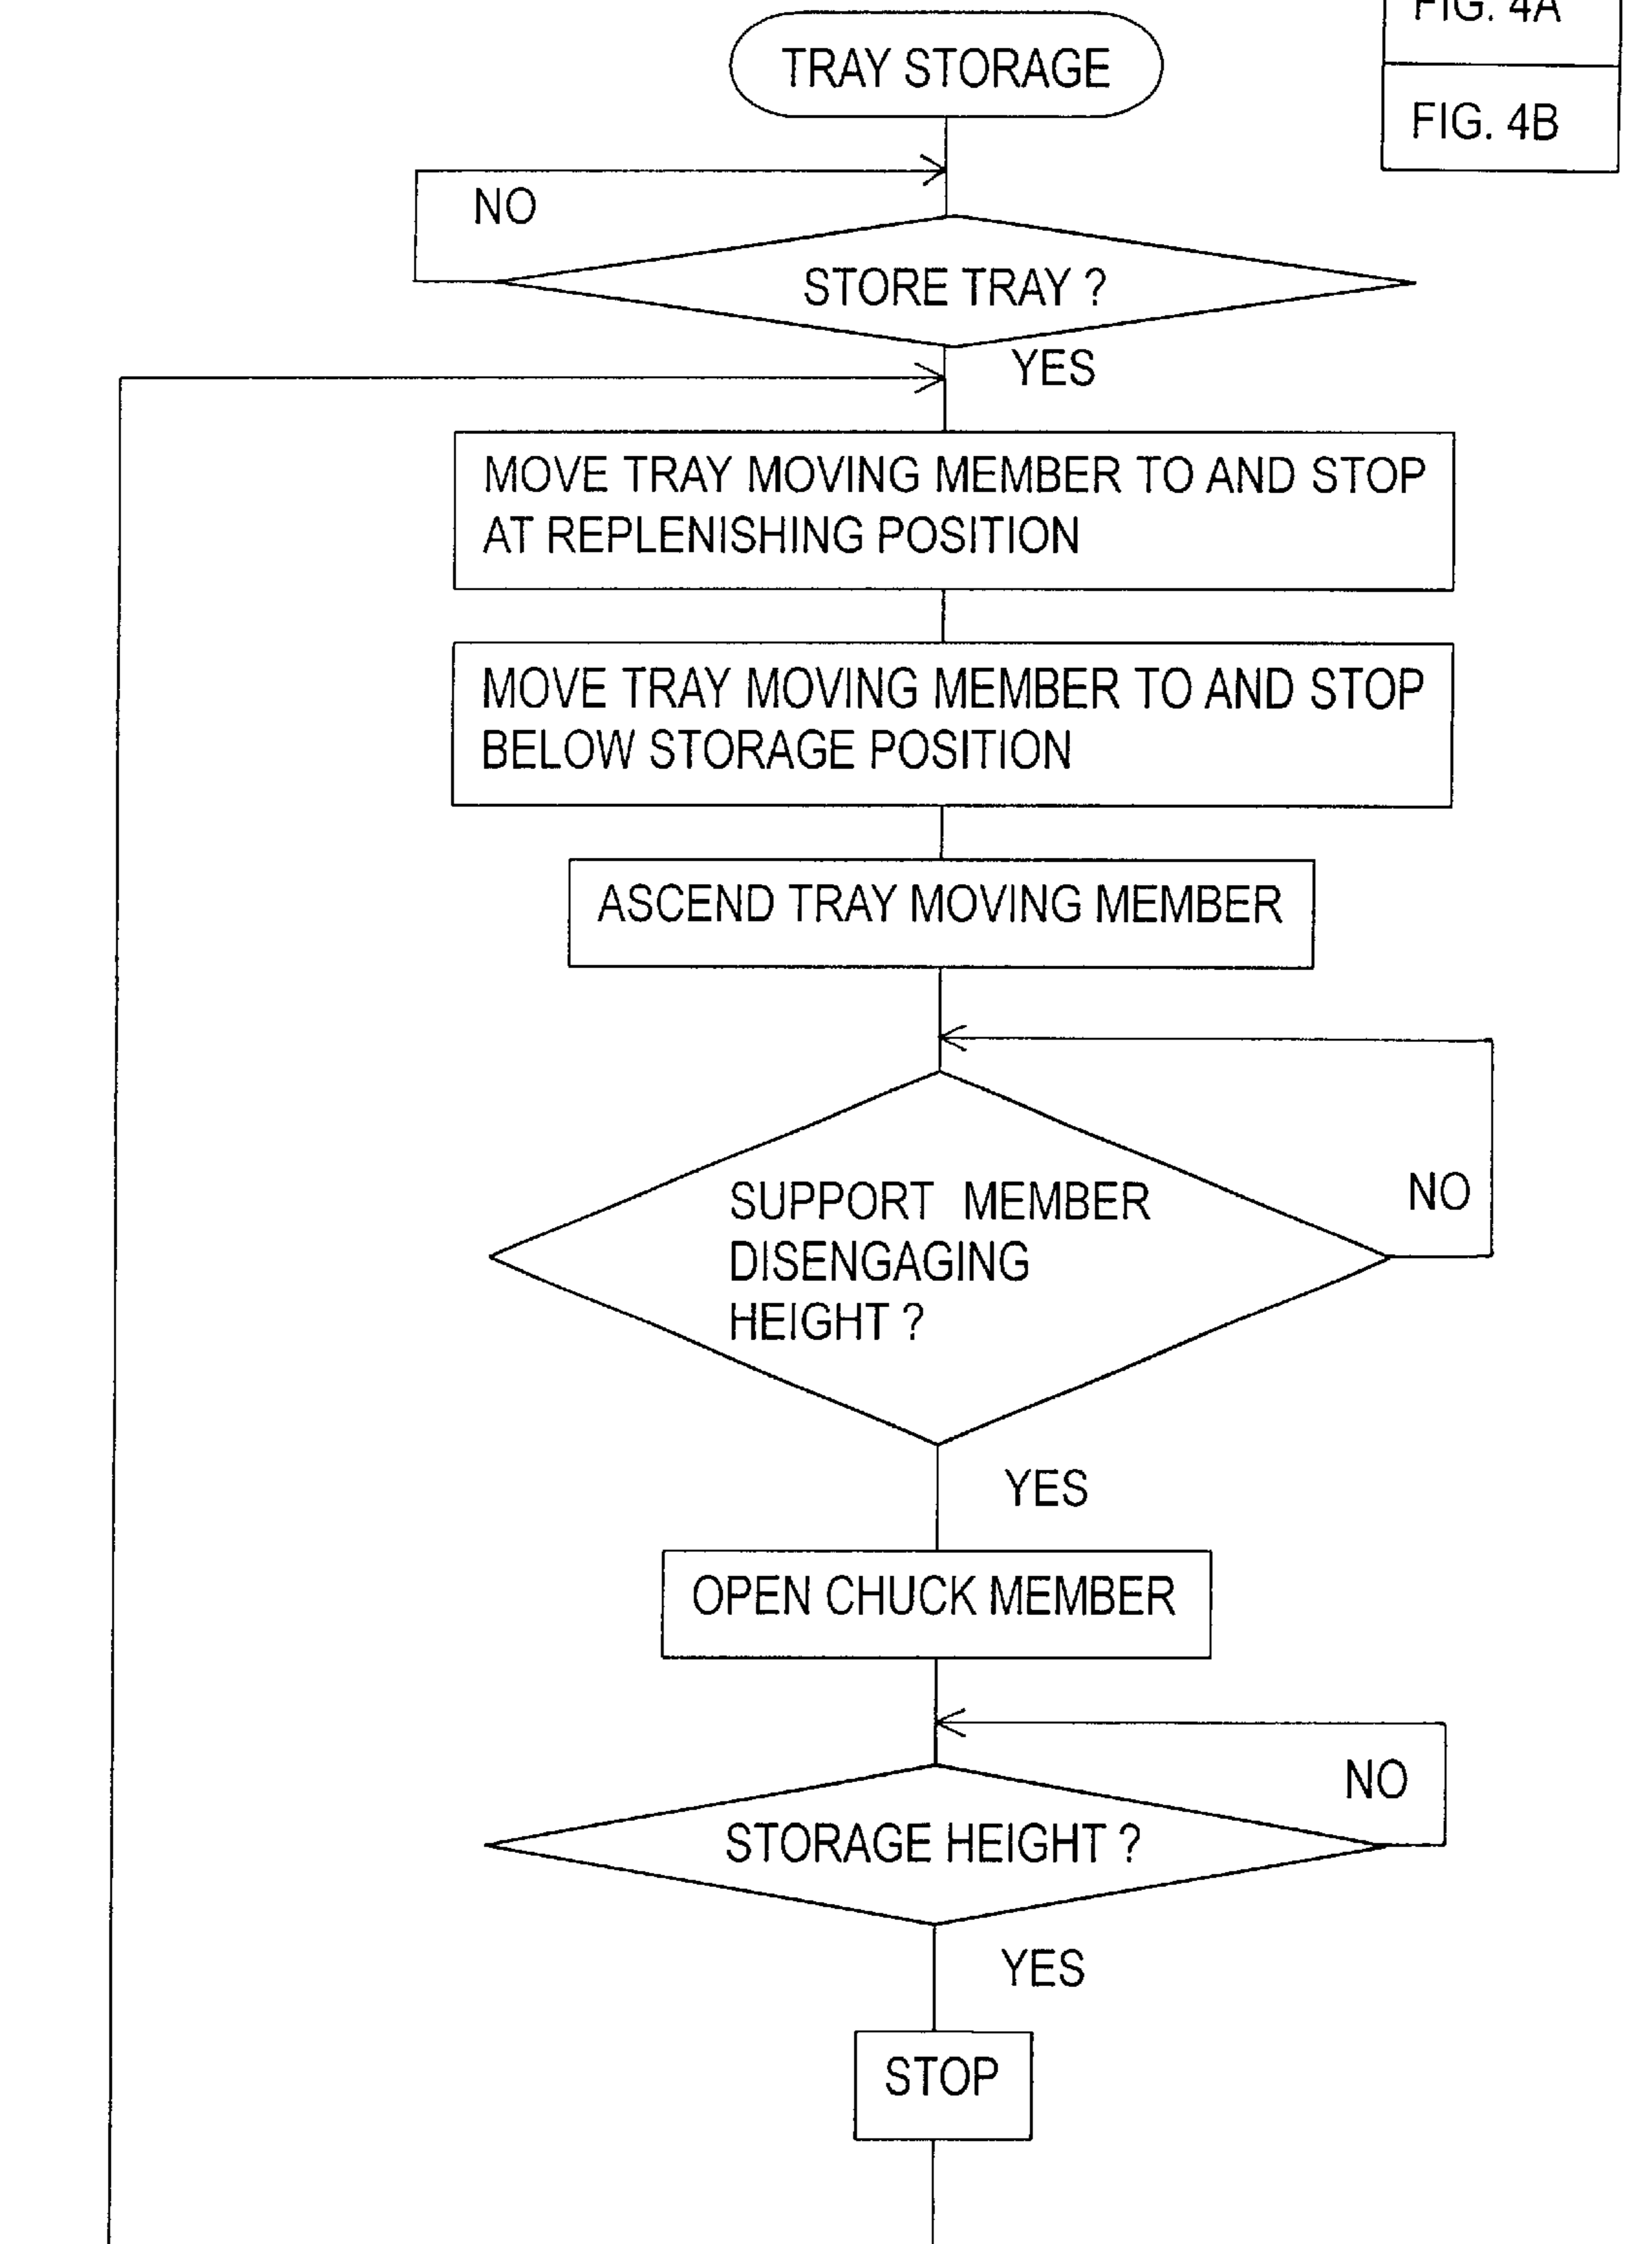 FIG. 4A
FIG. 4B
TRAY STORAGE
NO
STORE TRAY ?
YES
MOVE TRAY MOVING MEMBER TO AND STOP
AT REPLENISHING POSITION
MOVE TRAY MOVING MEMBER TO AND STOP
BELOW STORAGE POSITION
ASCEND TRAY MOVING MEMBER
SUPPORT MEMBER
DISENGAGING
HEIGHT ?
NO
YES
OPEN CHUCK MEMBER
NO
STORAGE HEIGHT ?
YES
STOP